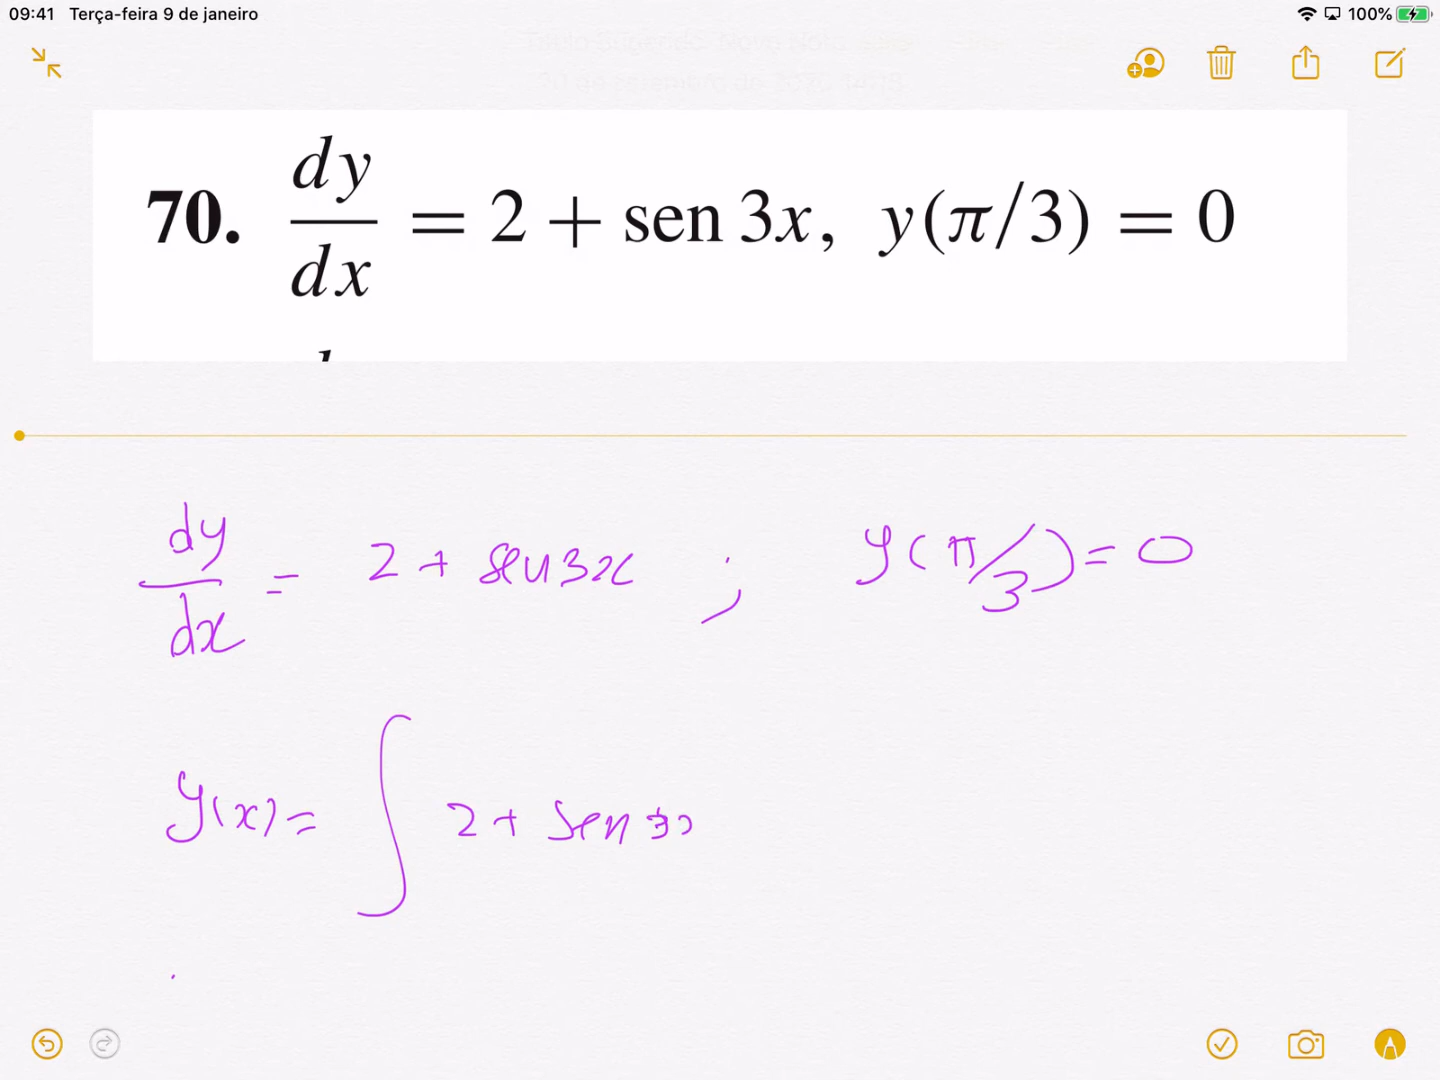 09:41 Terça-feira 9 de janeiro 100%
70. dy/dx = 2 + sen 3x, y(π/3) = 0
dy/dx = 2 + sen3x ; y(π/3) = 0
y(x) = ∫ 2 + sen 3